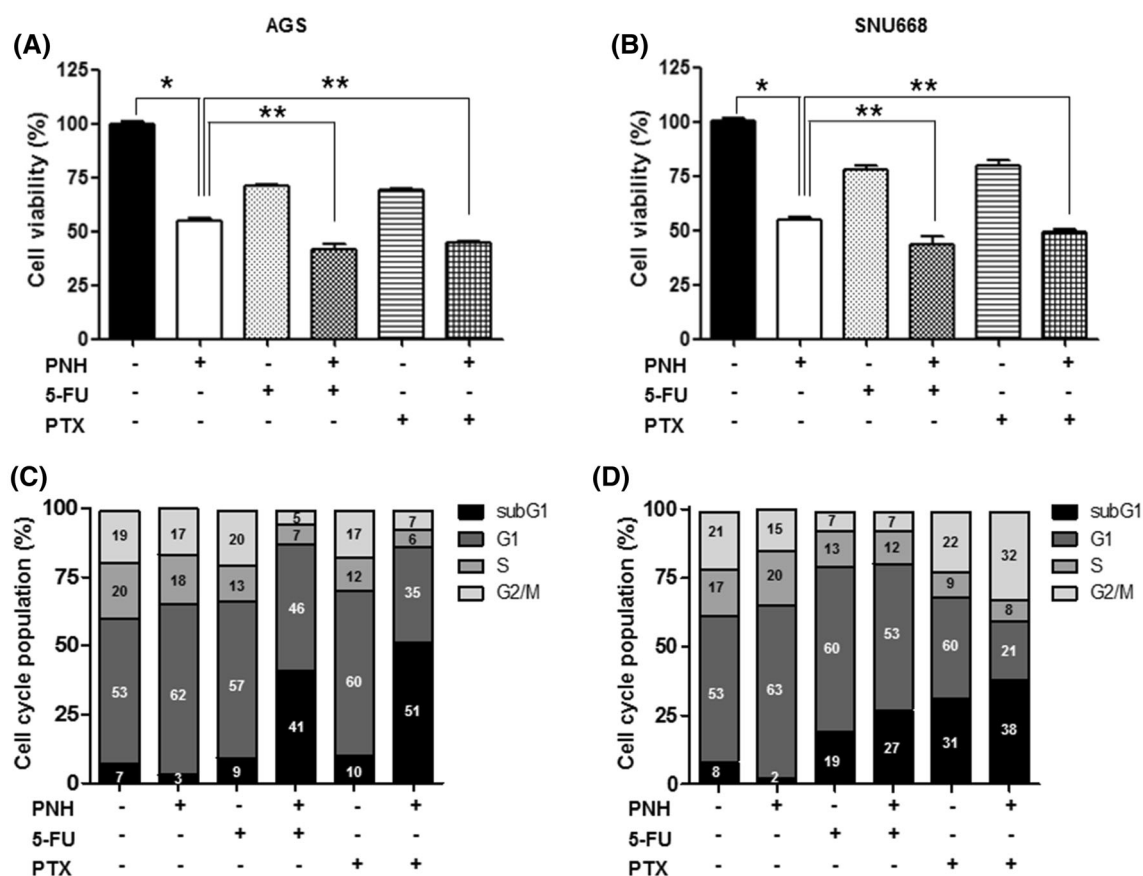 (A) AGS
(B) SNU668
125
100
75
50
25
0
Cell viability (%)
* ** **
PNH - + - + - +
5-FU - - + + - -
PTX - - - - + +
125
100
75
50
25
0
Cell viability (%)
* ** **
PNH - + - + - +
5-FU - - + + - -
PTX - - - - + +
(C)
100
75
50
25
0
Cell cycle population (%)
19 17 20 5 17 7
20 18 13 7 12 6
53 62 57 46 60 35
7 3 9 41 10 51
subG1
G1
S
G2/M
PNH - + - + - +
5-FU - - + + - -
PTX - - - - + +
(D)
100
75
50
25
0
Cell cycle population (%)
21 15 7 7 22 32
17 20 13 12 9 8
53 63 60 53 60 21
8 2 19 27 31 38
subG1
G1
S
G2/M
PNH - + - + - +
5-FU - - + + - -
PTX - - - - + +